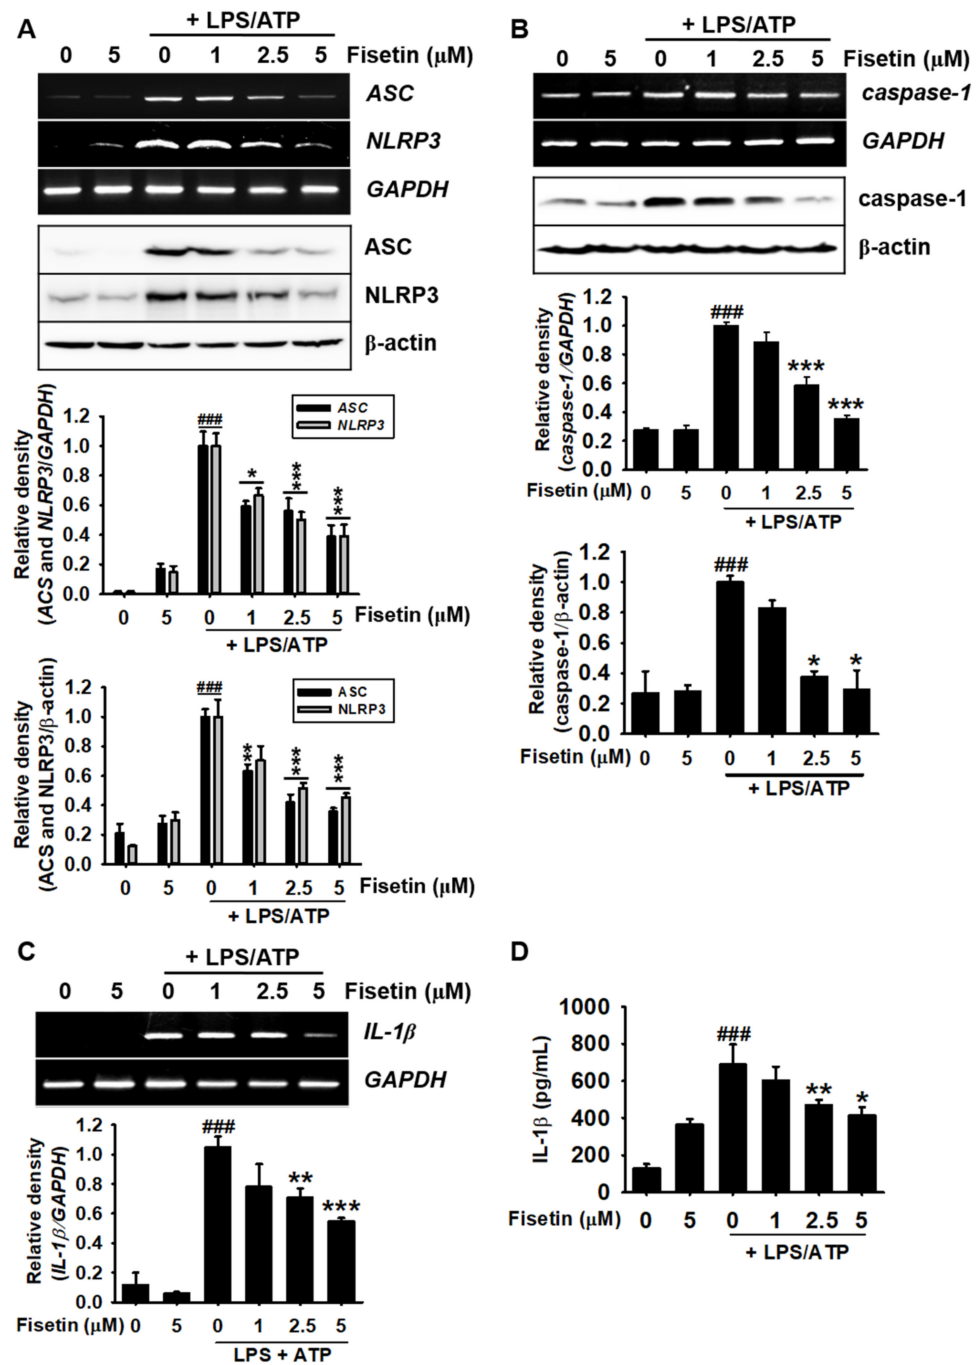 A
+ LPS/ATP
0 5 0 1 2.5 5 Fisetin (μM)
ASC
NLRP3
GAPDH
ASC
NLRP3
β-actin
Relative density
(ACS and NLRP3/GAPDH)
1.2
1.0
0.8
0.6
0.4
0.2
0.0
###
*
***
***
ASC
NLRP3
0 5 0 1 2.5 5 Fisetin (μM)
+ LPS/ATP
Relative density
(ACS and NLRP3/β-actin)
1.2
1.0
0.8
0.6
0.4
0.2
0.0
###
**
***
***
ASC
NLRP3
0 5 0 1 2.5 5 Fisetin (μM)
+ LPS/ATP
B
+ LPS/ATP
0 5 0 1 2.5 5 Fisetin (μM)
caspase-1
GAPDH
caspase-1
β-actin
Relative density
(caspase-1/GAPDH)
1.2
1.0
0.8
0.6
0.4
0.2
0.0
###
***
***
Fisetin (μM) 0 5 0 1 2.5 5
+ LPS/ATP
Relative density
(caspase-1/β-actin)
1.2
1.0
0.8
0.6
0.4
0.2
0.0
###
*
*
Fisetin (μM) 0 5 0 1 2.5 5
+ LPS/ATP
C
+ LPS/ATP
0 5 0 1 2.5 5 Fisetin (μM)
IL-1β
GAPDH
Relative density
(IL-1β/GAPDH)
1.2
1.0
0.8
0.6
0.4
0.2
0.0
###
**
***
Fisetin (μM) 0 5 0 1 2.5 5
LPS + ATP
D
IL-1β (pg/mL)
1000
800
600
400
200
0
###
**
*
Fisetin (μM) 0 5 0 1 2.5 5
+ LPS/ATP